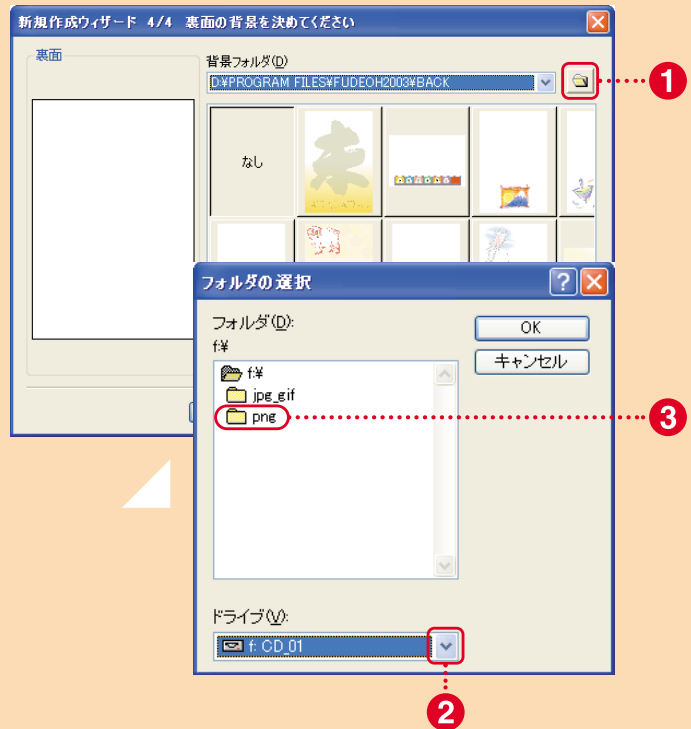 新規作成ウィザード 4/4 裏面の背景を決めてください
裏面
背景フォルダ(D)
D:¥PROGRAM FILES¥FUDEOH2003¥BACK
1
なし
未
フォルダの選択
フォルダ(D):
f:¥
OK
キャンセル
f:¥
jpg_gif
png
3
ドライブ(V):
f: CD_01
2